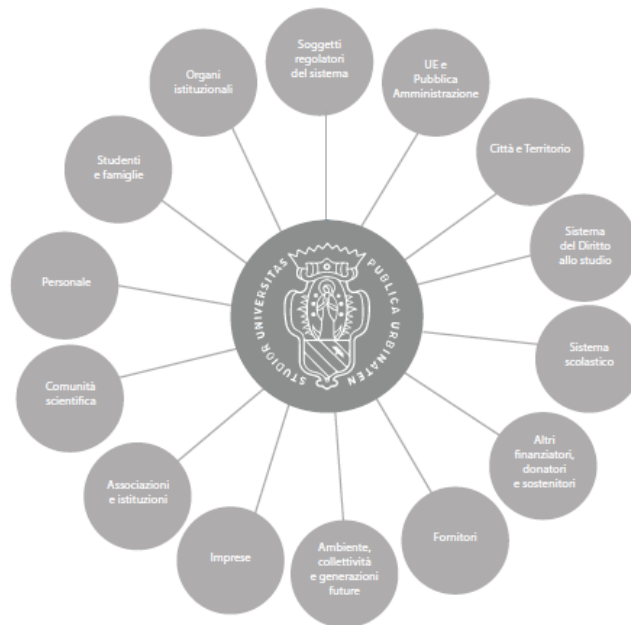 Soggetti
regolatori
del sistema
UE e
Pubblica
Amministrazione
Città e Territorio
Sistema
del Diritto
allo studio
Sistema
scolastico
Altri
finanziatori,
donatori
e sostenitori
Fornitori
Ambiente,
collettività
e generazioni
future
Imprese
Associazioni
e istituzioni
Comunità
scientifica
Personale
Studenti
e famiglie
Organi
istituzionali
STUDIOR UNIVERSITAS PUBLICA URBINATEN